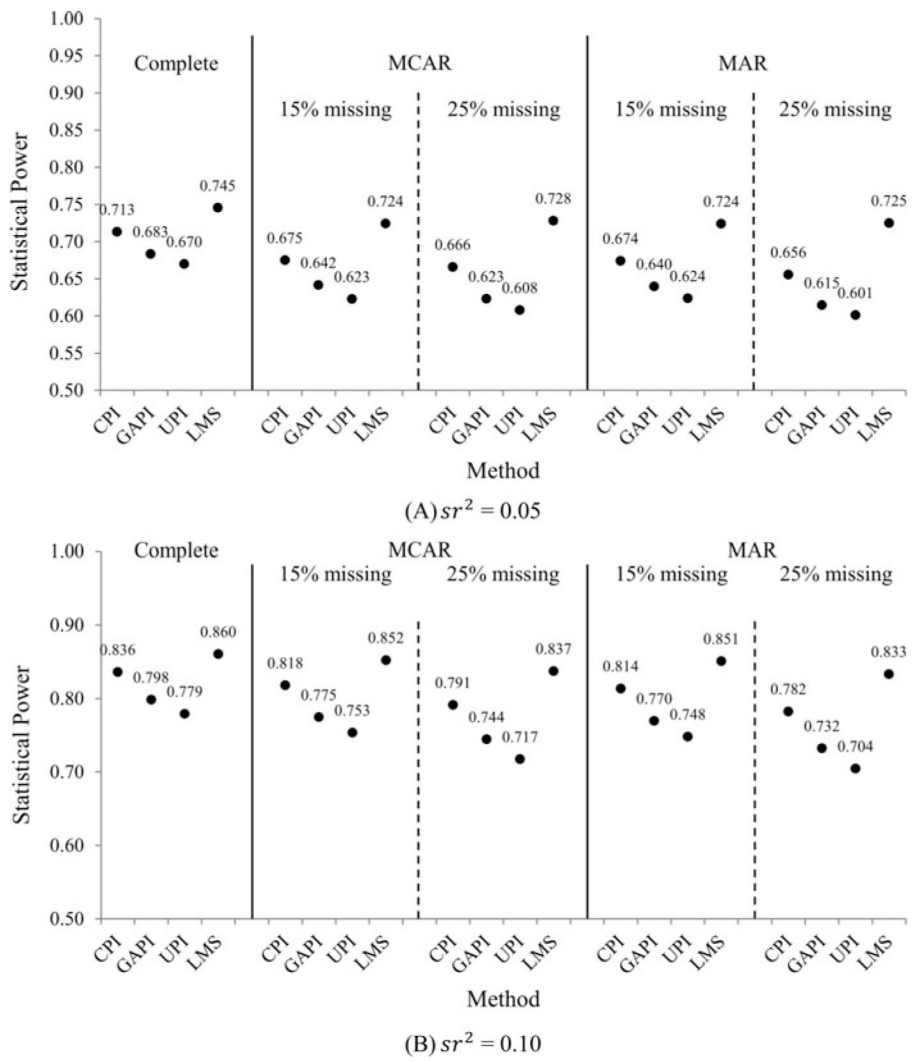 1.00
0.95
0.90
0.85
0.80
0.75
0.70
0.65
0.60
0.55
0.50
Statistical Power
Complete MCAR MAR
15% missing 25% missing 15% missing 25% missing
0.713 0.683 0.670 0.745
0.675 0.642 0.623 0.724
0.666 0.623 0.608 0.728
0.674 0.640 0.624 0.724
0.656 0.615 0.601 0.725
CPI GAPI UPI LMS CPI GAPI UPI LMS CPI GAPI UPI LMS CPI GAPI UPI LMS CPI GAPI UPI LMS
Method
(A) sr² = 0.05
1.00
0.90
0.80
0.70
0.60
0.50
Statistical Power
Complete MCAR MAR
15% missing 25% missing 15% missing 25% missing
0.836 0.798 0.779 0.860
0.818 0.775 0.753 0.852
0.791 0.744 0.717 0.837
0.814 0.770 0.748 0.851
0.782 0.732 0.704 0.833
CPI GAPI UPI LMS CPI GAPI UPI LMS CPI GAPI UPI LMS CPI GAPI UPI LMS CPI GAPI UPI LMS
Method
(B) sr² = 0.10